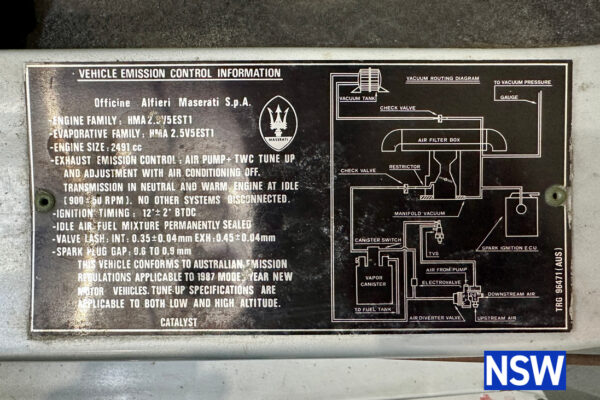 VEHICLE EMISSION CONTROL INFORMATION
Officine Alfieri Maserati S.p.A.
MASERATI
-ENGINE FAMILY: HMA2.5V5EST1
-EVAPORATIVE FAMILY: HMA 2.5V5EST1
-ENGINE SIZE: 2491 cc
-EXHAUST EMISSION CONTROL: AIR PUMP+ TWC TUNE UP
AND ADJUSTMENT WITH AIR CONDITIONING OFF.
TRANSMISSION IN NEUTRAL AND WARM ENGINE AT IDLE
(900±50 RPM). NO OTHER SYSTEMS DISCONNECTED.
-IGNITION TIMING: 12°±2° BTDC
-IDLE AIR-FUEL MIXTURE PERMANENTLY SEALED
-VALVE LASH: INT: 0.35±0.04mm EXH: 0.45±0.04mm
-SPARK PLUG GAP: 0.6 TO 0.9 mm
THIS VEHICLE CONFORMS TO AUSTRALIAN EMISSION
REGULATIONS APPLICABLE TO 1987 MODEL YEAR NEW
MOTOR VEHICLES. TUNE-UP SPECIFICATIONS ARE
APPLICABLE TO BOTH LOW AND HIGH ALTITUDE.
CATALYST
VACUUM ROUTING DIAGRAM
TO VACUUM PRESSURE
GAUGE
VACUUM TANK
CHECK VALVE
AIR FILTER BOX
RESTRICTOR
CHECK VALVE
MANIFOLD VACUUM
CANISTER SWITCH
TVS
SPARK IGNITION E.C.U.
VAPOR
CANISTER
AIR FROM PUMP
ELECTROVALVE
DOWNSTREAM AIR
TO FUEL TANK
AIR DIVERTER VALVE
UPSTREAM AIR
TRG 96471(AUS)
NSW